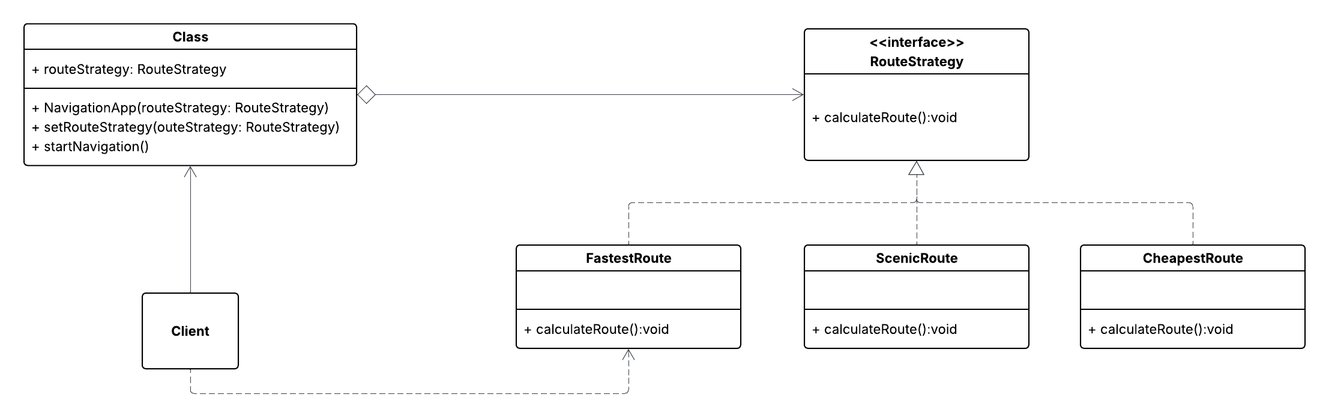 Class
+ routeStrategy: RouteStrategy
+ NavigationApp(routeStrategy: RouteStrategy)
+ setRouteStrategy(outeStrategy: RouteStrategy)
+ startNavigation()
<<interface>>
RouteStrategy
+ calculateRoute():void
FastestRoute
+ calculateRoute():void
ScenicRoute
+ calculateRoute():void
CheapestRoute
+ calculateRoute():void
Client